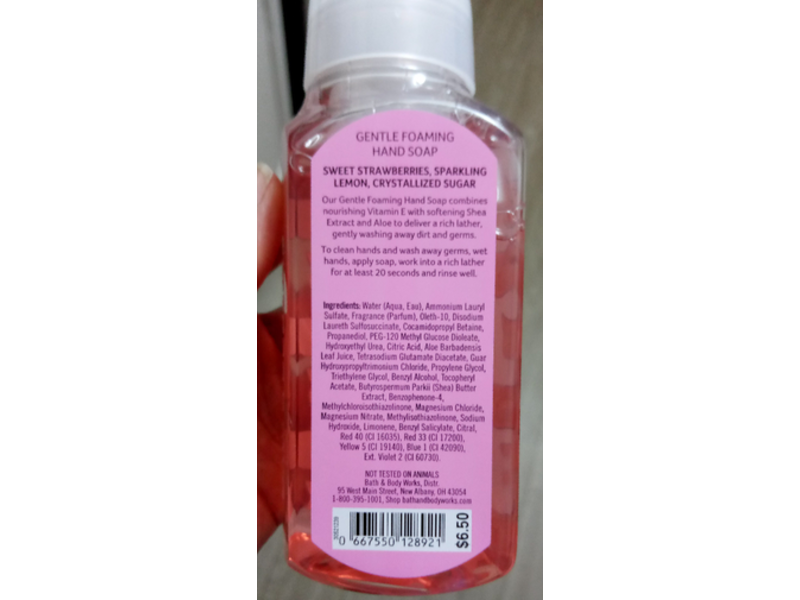 GENTLE FOAMING
HAND SOAP
SWEET STRAWBERRIES, SPARKLING
LEMON, CRYSTALLIZED SUGAR
Our Gentle Foaming Hand Soap combines
nourishing Vitamin E with softening Shea
Extract and Aloe to deliver a rich lather,
gently washing away dirt and germs.
To clean hands and wash away germs, wet
hands, apply soap, work into a rich lather
for at least 20 seconds and rinse well.
Ingredients: Water (Aqua, Eau), Ammonium Lauryl
Sulfate, Fragrance (Parfum), Oleth-10, Disodium
Laureth Sulfosuccinate, Cocamidopropyl Betaine,
Propanediol, PEG-120 Methyl Glucose Dioleate,
Hydroxyethyl Urea, Citric Acid, Aloe Barbadensis
Leaf Juice, Tetrasodium Glutamate Diacetate, Guar
Hydroxypropyltrimonium Chloride, Propylene Glycol,
Triethylene Glycol, Benzyl Alcohol, Tocopheryl
Acetate, Butyrospermum Parkii (Shea) Butter
Extract, Benzophenone-4,
Methylchloroisothiazolinone, Magnesium Chloride,
Magnesium Nitrate, Methylisothiazolinone, Sodium
Hydroxide, Limonene, Benzyl Salicylate, Citral,
Red 40 (CI 16035), Red 33 (CI 17200),
Yellow 5 (CI 19140), Blue 1 (CI 42090),
Ext. Violet 2 (CI 60730).
NOT TESTED ON ANIMALS
Bath & Body Works, Distr.
95 West Main Street, New Albany, OH 43054
1-800-395-1001, Shop bathandbodyworks.com
0 667550 128921
$6.50